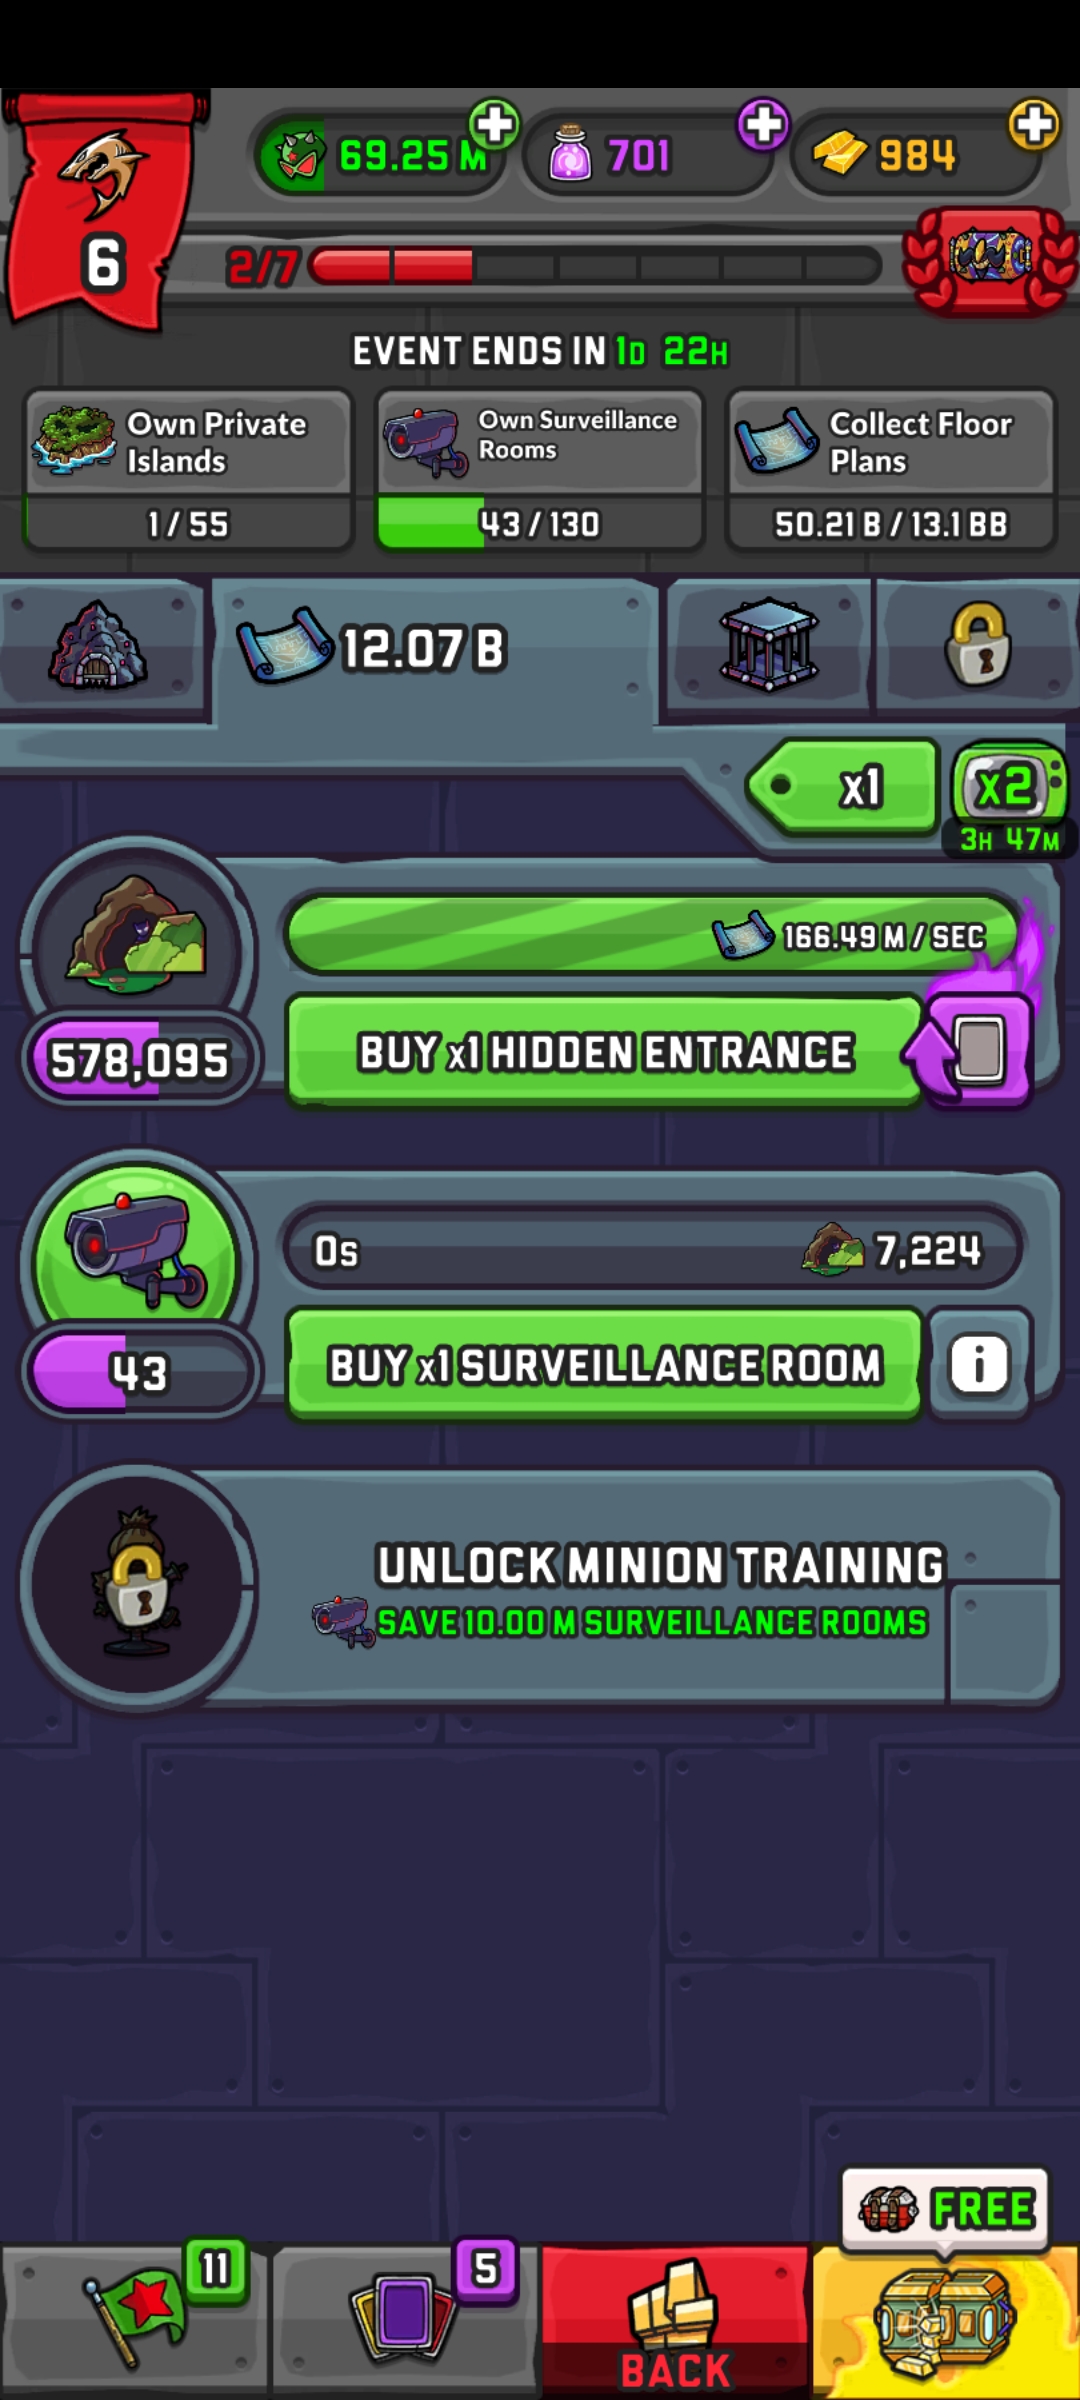 69.25 M
701
984
6
2/7
EVENT ENDS IN 1D 22H
Own Private
Islands
1 / 55
Own Surveillance
Rooms
43 / 130
Collect Floor
Plans
50.21 B / 13.1 BB
12.07 B
x1
x2
3H 47M
166.49 M / SEC
578,095
BUY x1 HIDDEN ENTRANCE
0s
7,224
43
BUY x1 SURVEILLANCE ROOM
i
UNLOCK MINION TRAINING
SAVE 10.00 M SURVEILLANCE ROOMS
FREE
11
5
BACK